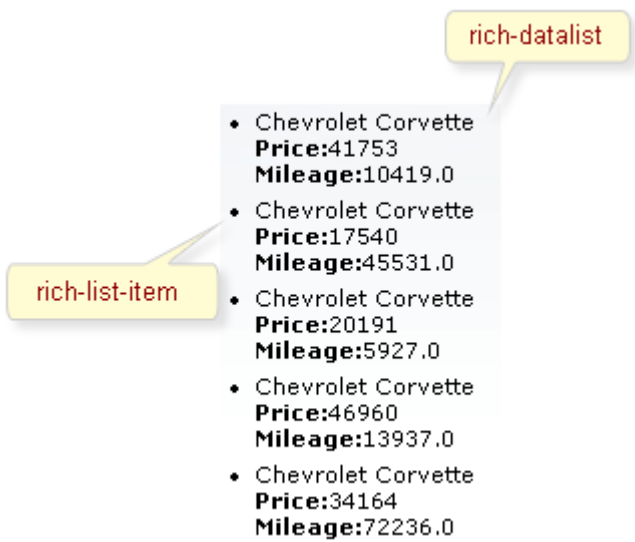 rich-datalist
• Chevrolet Corvette
Price:41753
Mileage:10419.0
• Chevrolet Corvette
Price:17540
Mileage:45531.0
rich-list-item
• Chevrolet Corvette
Price:20191
Mileage:5927.0
• Chevrolet Corvette
Price:46960
Mileage:13937.0
• Chevrolet Corvette
Price:34164
Mileage:72236.0